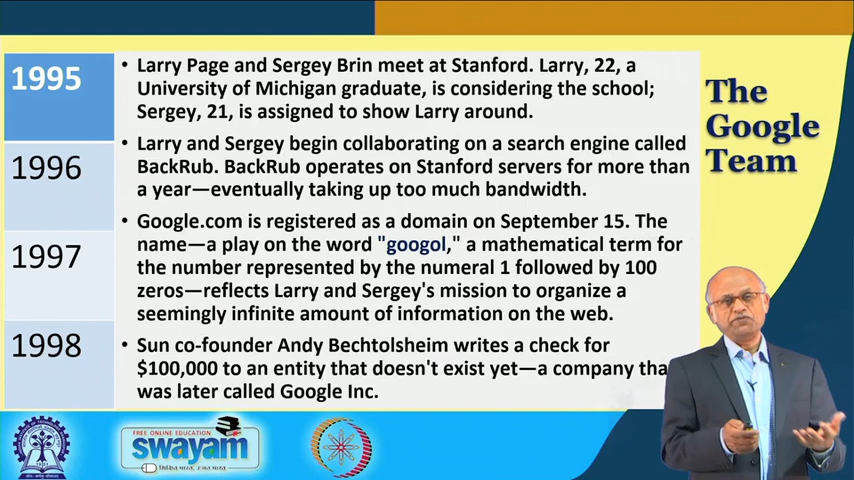 1995
• Larry Page and Sergey Brin meet at Stanford. Larry, 22, a
University of Michigan graduate, is considering the school;
Sergey, 21, is assigned to show Larry around.
1996
• Larry and Sergey begin collaborating on a search engine called
BackRub. BackRub operates on Stanford servers for more than
a year—eventually taking up too much bandwidth.
1997
• Google.com is registered as a domain on September 15. The
name—a play on the word "googol," a mathematical term for
the number represented by the numeral 1 followed by 100
zeros—reflects Larry and Sergey's mission to organize a
seemingly infinite amount of information on the web.
1998
• Sun co-founder Andy Bechtolsheim writes a check for
$100,000 to an entity that doesn't exist yet—a company tha
was later called Google Inc.
The
Google
Team
FREE ONLINE EDUCATION
swayam